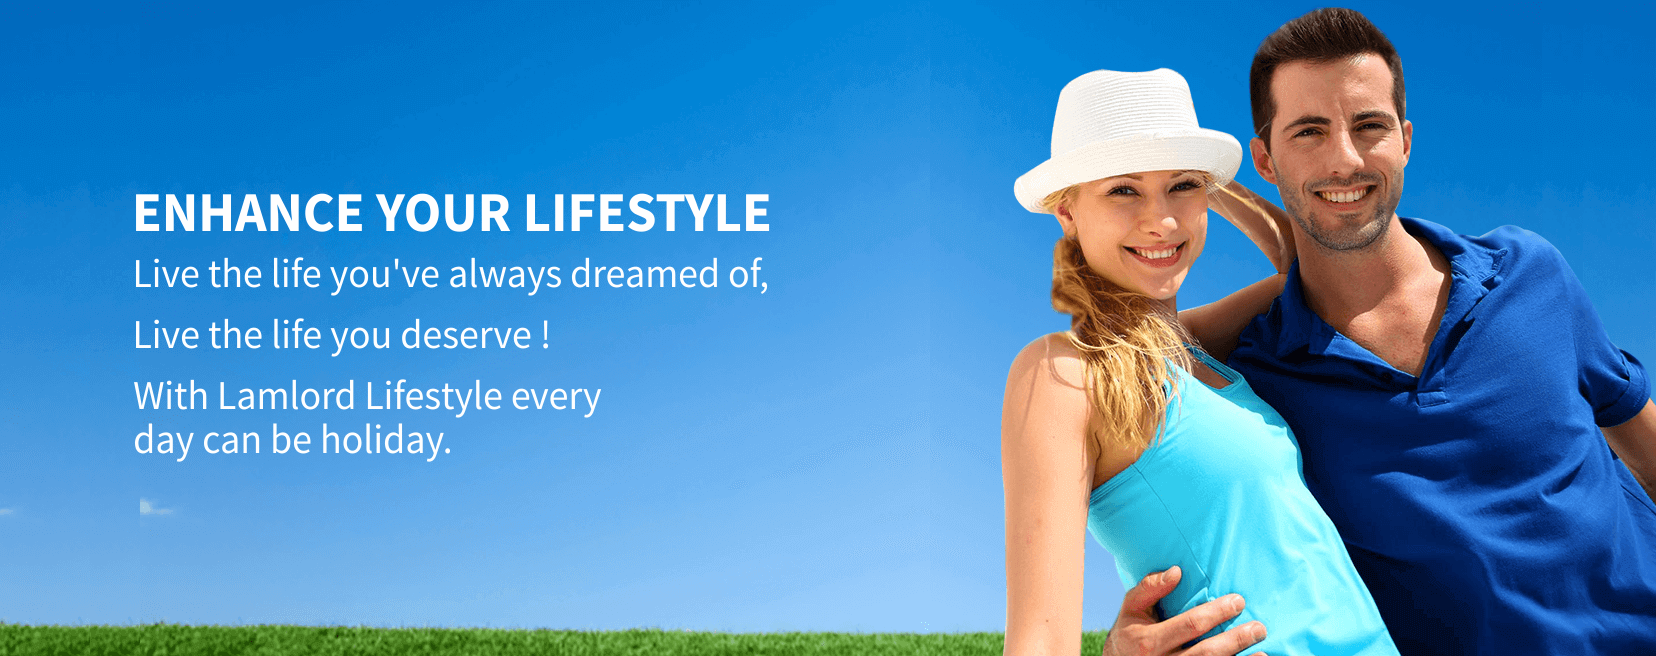 ENHANCE YOUR LIFESTYLE
Live the life you've always dreamed of,
Live the life you deserve !
With Lamlord Lifestyle every
day can be holiday.